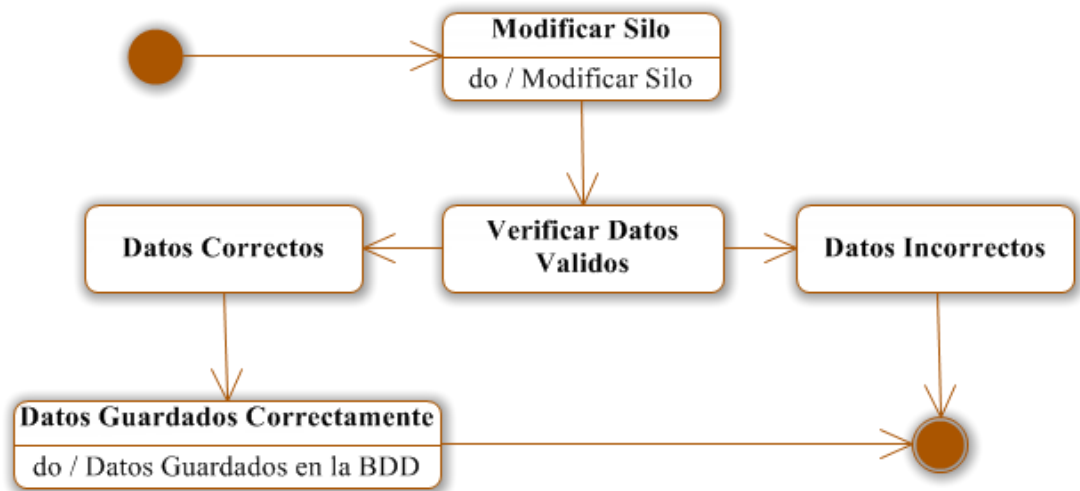 Modificar Silo
do / Modificar Silo
Datos Correctos
Verificar Datos
Validos
Datos Incorrectos
Datos Guardados Correctamente
do / Datos Guardados en la BDD